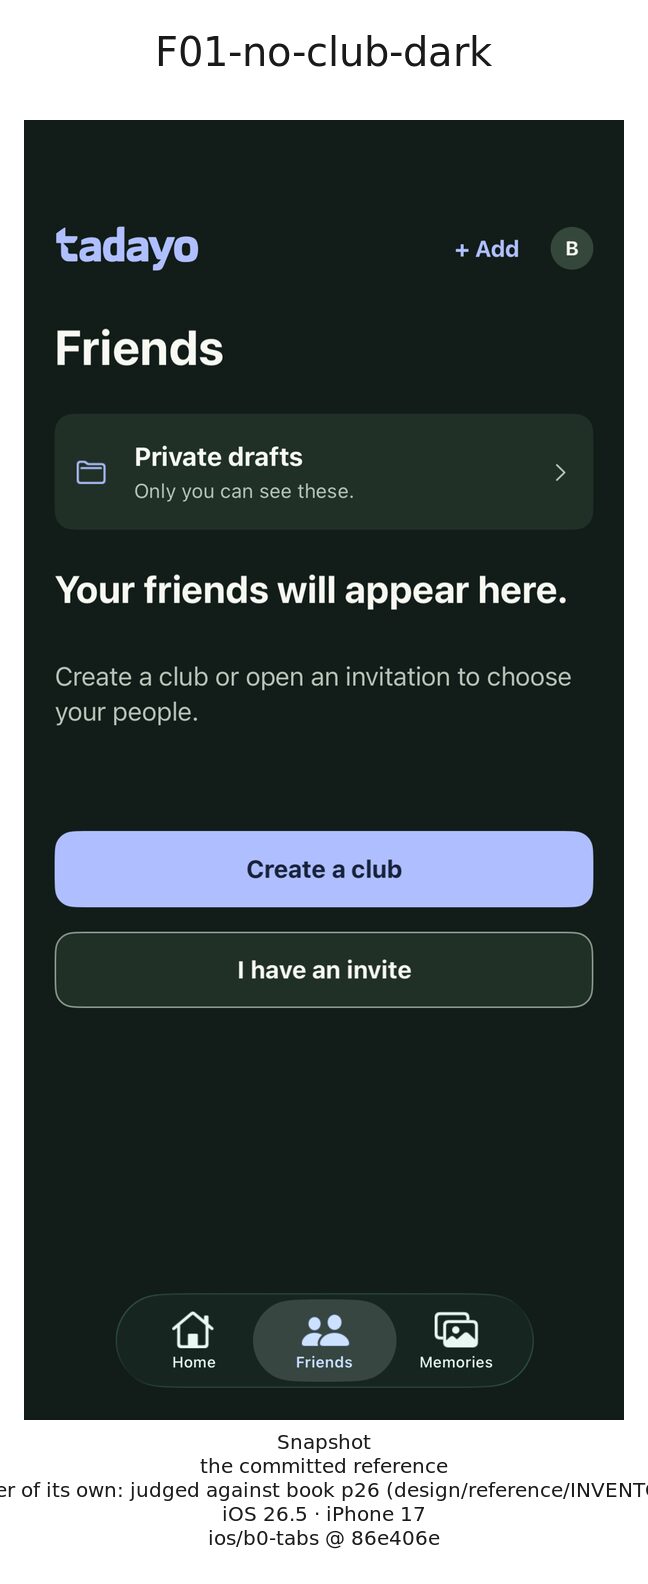 F01-no-club-dark
tadayo
+ Add
B
Friends
Private drafts
Only you can see these.
Your friends will appear here.
Create a club or open an invitation to choose
your people.
Create a club
I have an invite
Home
Friends
Memories
Snapshot
the committed reference
of its own: judged against book p26 (design/reference/
iOS 26.5 · iPhone 17
ios/b0-tabs @ 86e406e